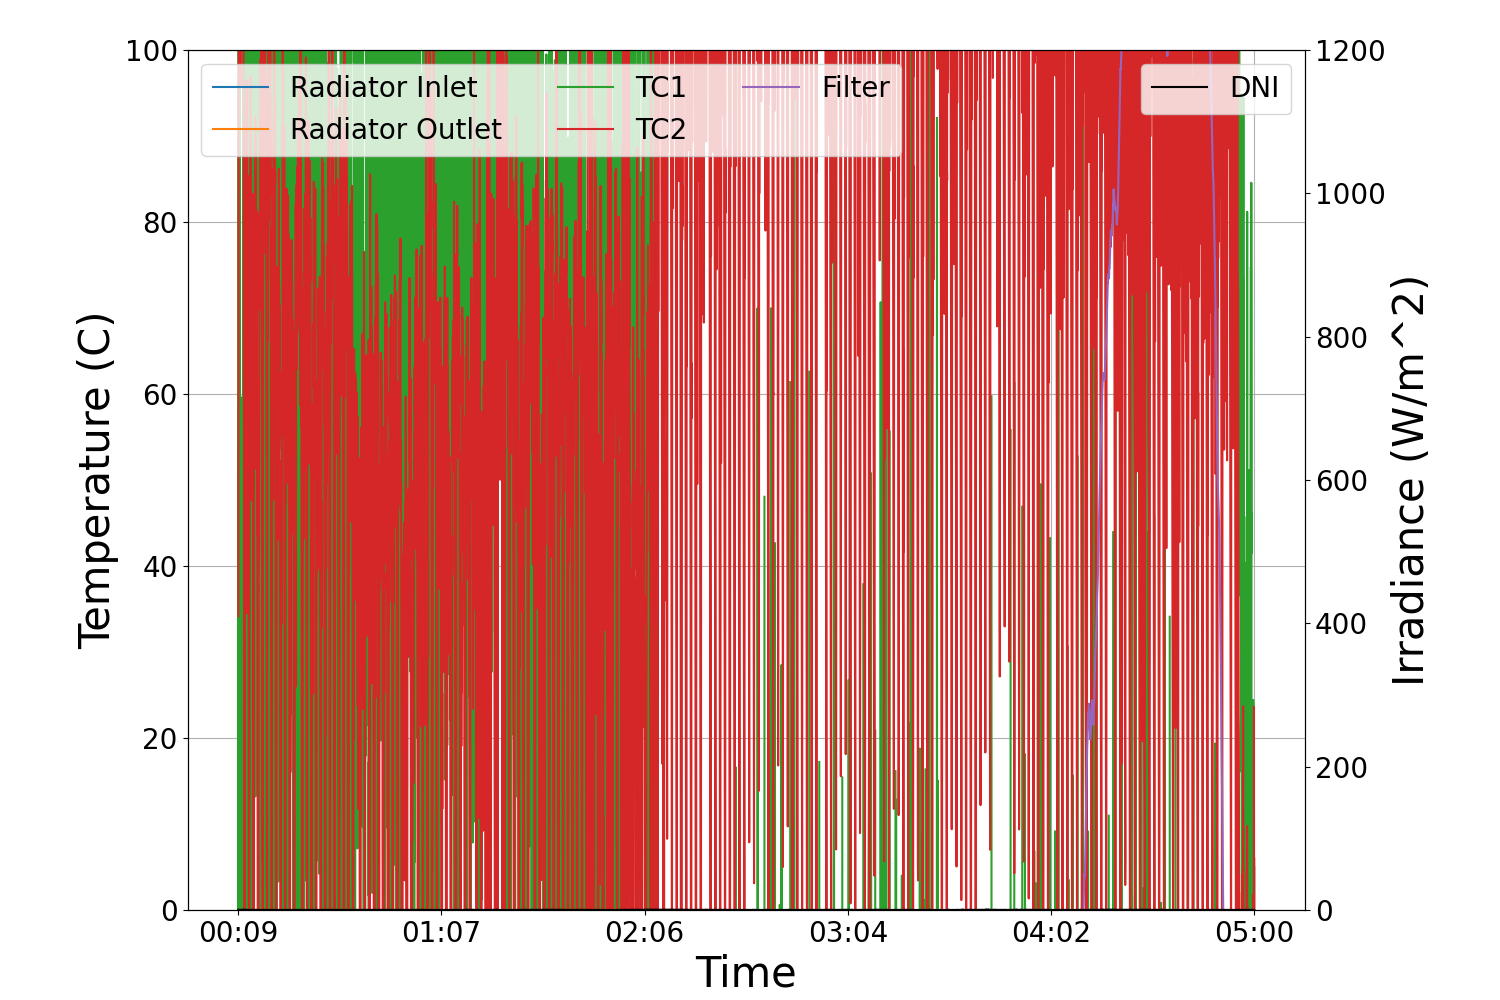 100
80
60
40
20
0
Temperature (C)
Radiator Inlet
Radiator Outlet
TC1
TC2
Filter
DNI
1200
1000
800
600
400
200
0
Irradiance (W/m^2)
00:09
01:07
02:06
03:04
04:02
05:00
Time